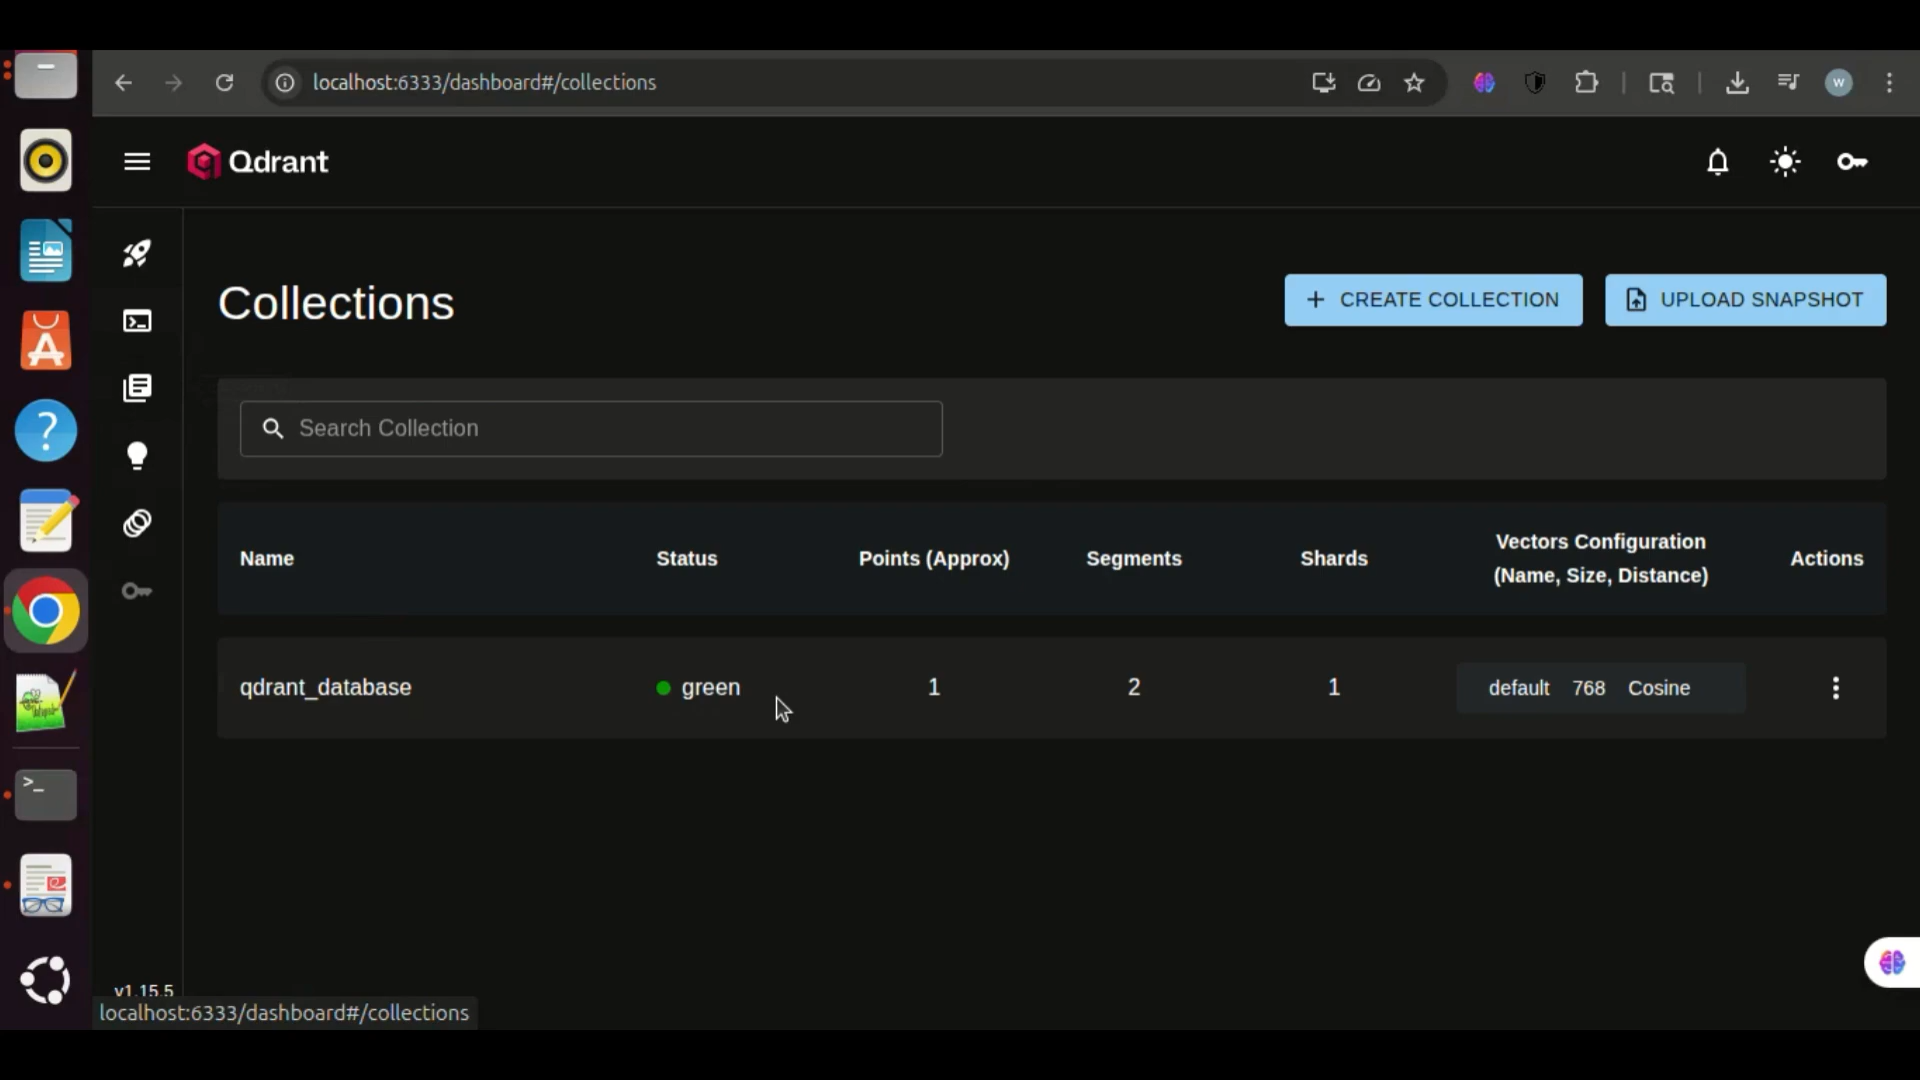 localhost:6333/dashboard#/collections
W
Qdrant
Collections
+ CREATE COLLECTION
UPLOAD SNAPSHOT
Search Collection
Name Status Points (Approx) Segments Shards Vectors Configuration (Name, Size, Distance) Actions
qdrant_database green 1 2 1 default 768 Cosine
v1.15.5
localhost:6333/dashboard#/collections